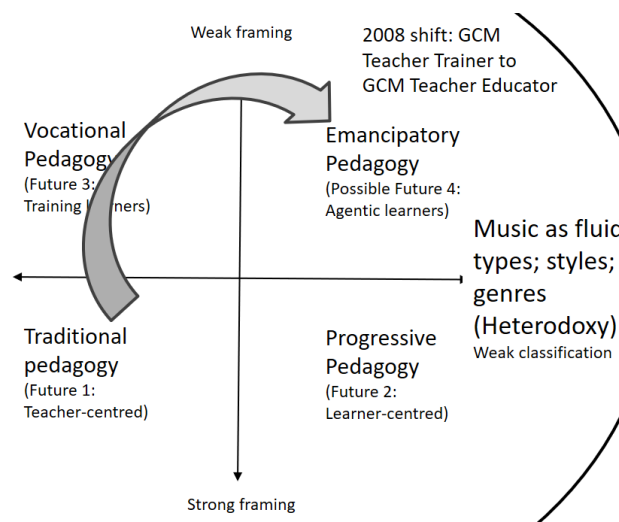 Weak framing
2008 shift: GCM
Teacher Trainer to
GCM Teacher Educator
Vocational
Pedagogy
(Future 3:
Training learners)
Emancipatory
Pedagogy
(Possible Future 4:
Agentic learners)
Music as fluid
types; styles;
genres
(Heterodoxy)
Weak classification
Traditional
pedagogy
(Future 1:
Teacher-centred)
Progressive
Pedagogy
(Future 2:
Learner-centred)
Strong framing